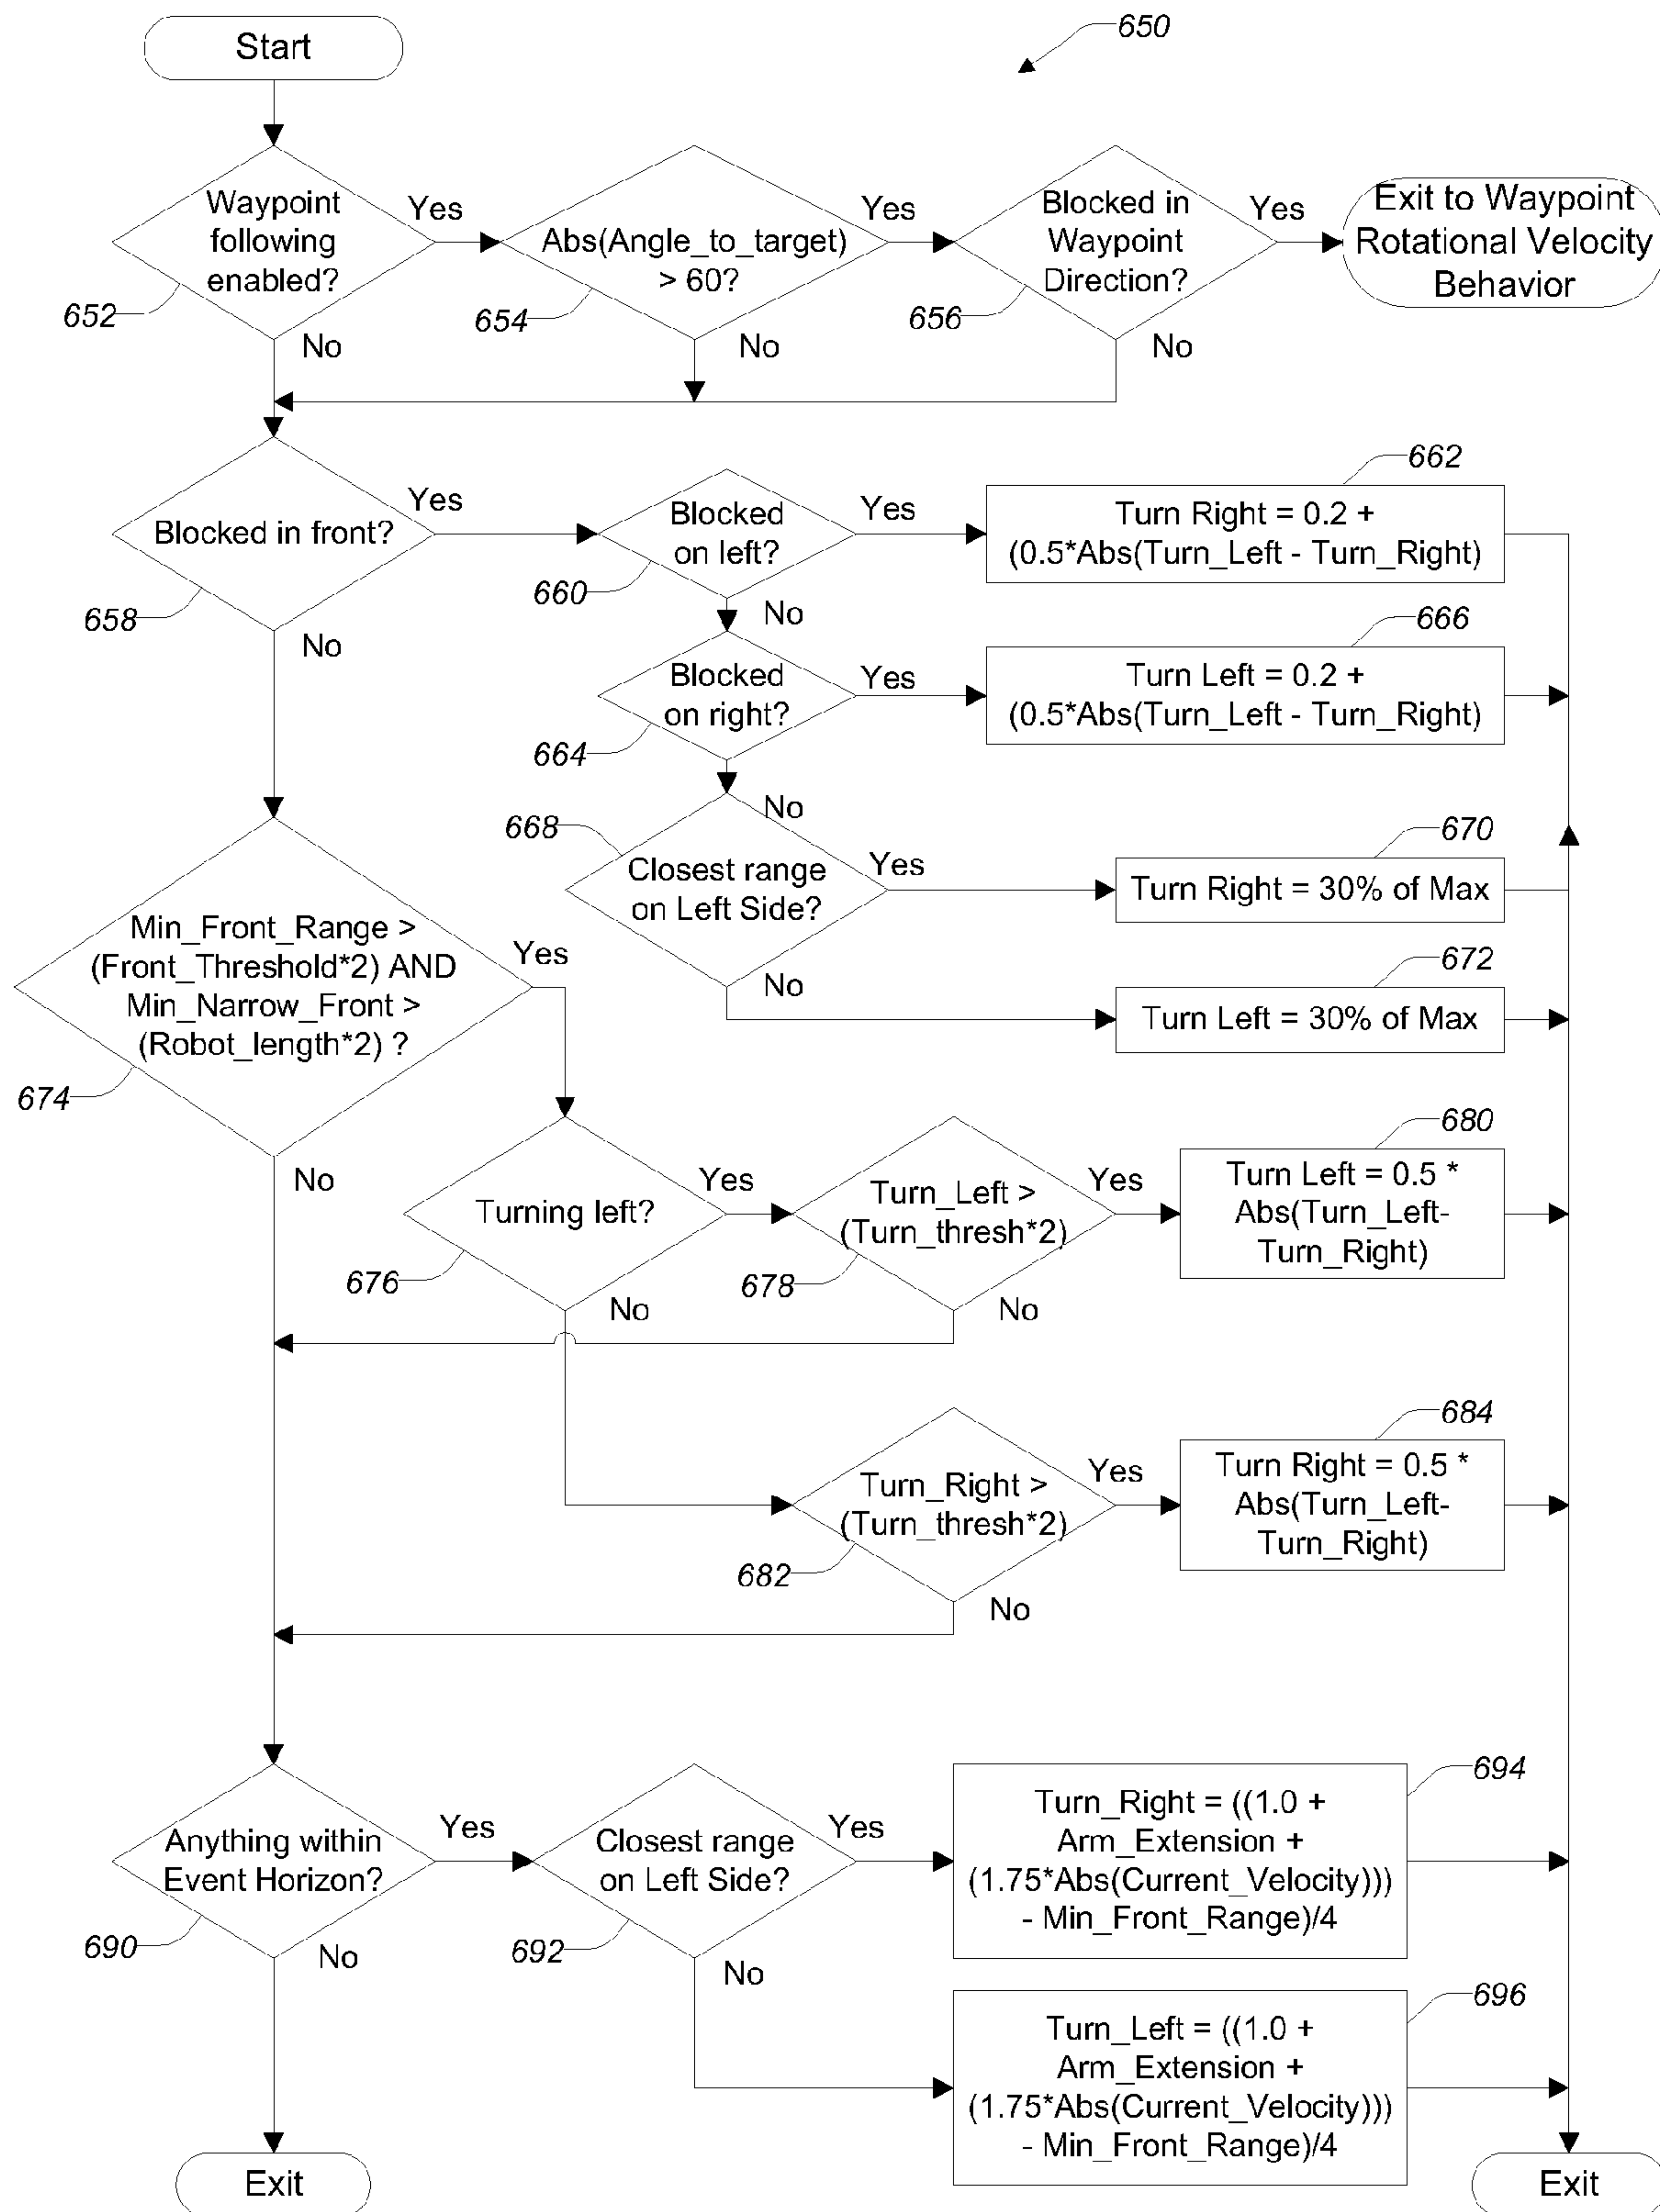 Start
650
Waypoint
following
enabled?
Yes
652
No
Abs(Angle_to_target)
> 60?
Yes
654
No
Blocked in
Waypoint
Direction?
Yes
656
No
Exit to Waypoint
Rotational Velocity
Behavior
Blocked in front?
Yes
658
No
Blocked
on left?
Yes
660
No
662
Turn Right = 0.2 +
(0.5*Abs(Turn_Left - Turn_Right)
Blocked
on right?
Yes
664
No
666
Turn Left = 0.2 +
(0.5*Abs(Turn_Left - Turn_Right)
668
Closest range
on Left Side?
Yes
No
670
Turn Right = 30% of Max
672
Turn Left = 30% of Max
Min_Front_Range >
(Front_Threshold*2) AND
Min_Narrow_Front >
(Robot_length*2) ?
Yes
674
No
Turning left?
Yes
676
No
Turn_Left >
(Turn_thresh*2)
Yes
678
No
680
Turn Left = 0.5 *
Abs(Turn_Left-
Turn_Right)
Turn_Right >
(Turn_thresh*2)
Yes
682
No
684
Turn Right = 0.5 *
Abs(Turn_Left-
Turn_Right)
Anything within
Event Horizon?
Yes
690
No
Closest range
on Left Side?
Yes
692
No
694
Turn_Right = ((1.0 +
Arm_Extension +
(1.75*Abs(Current_Velocity)))
- Min_Front_Range)/4
696
Turn_Left = ((1.0 +
Arm_Extension +
(1.75*Abs(Current_Velocity)))
- Min_Front_Range)/4
Exit
Exit